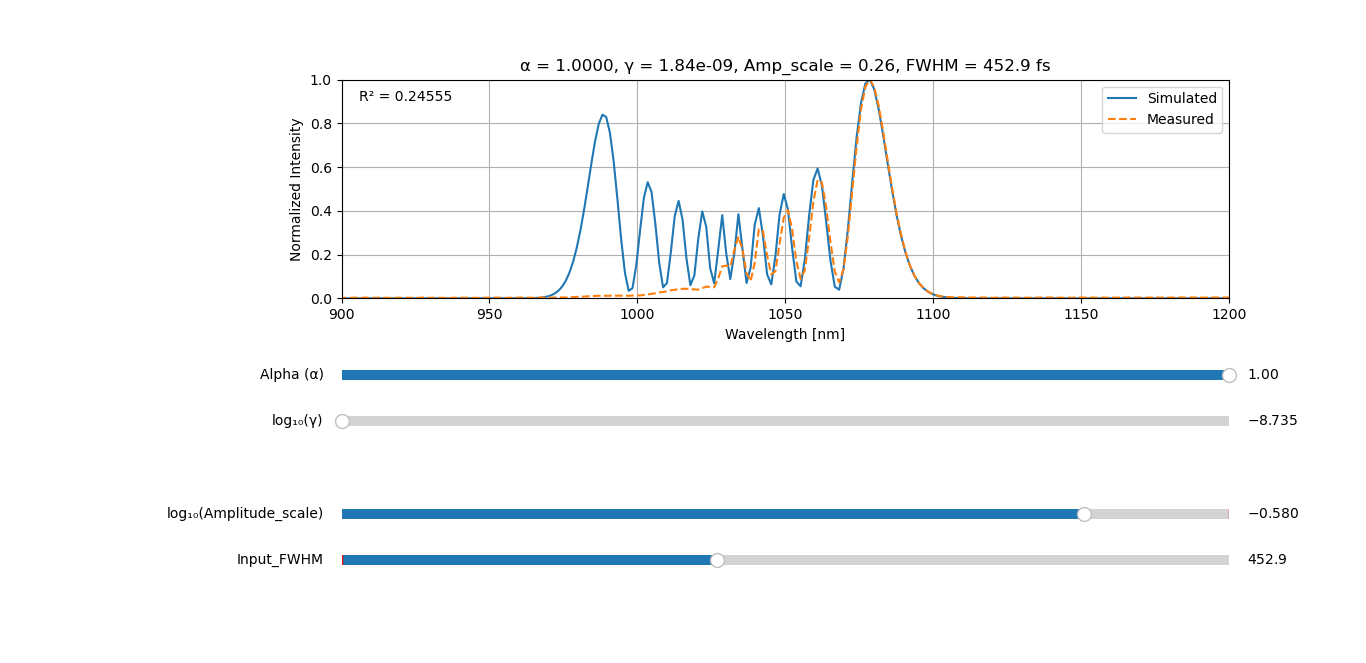 α = 1.0000, γ = 1.84e-09, Amp_scale = 0.26, FWHM = 452.9 fs
R² = 0.24555
Simulated
Measured
Normalized Intensity
1.0
0.8
0.6
0.4
0.2
0.0
900 950 1000 1050 1100 1150 1200
Wavelength [nm]
Alpha (α) 1.00
log₁₀(γ) −8.735
log₁₀(Amplitude_scale) −0.580
Input_FWHM 452.9